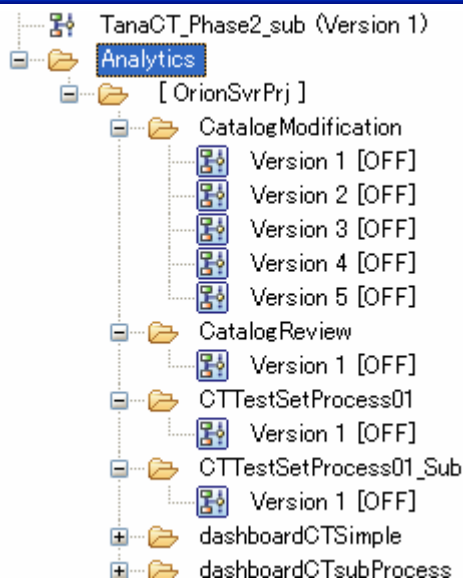 TanaCT_Phase2_sub (Version 1)
Analytics
[ OrionSvrPrj ]
CatalogModification
Version 1 [OFF]
Version 2 [OFF]
Version 3 [OFF]
Version 4 [OFF]
Version 5 [OFF]
CatalogReview
Version 1 [OFF]
CTTestSetProcess01
Version 1 [OFF]
CTTestSetProcess01_Sub
Version 1 [OFF]
dashboardCTSimple
dashboardCTsubProcess